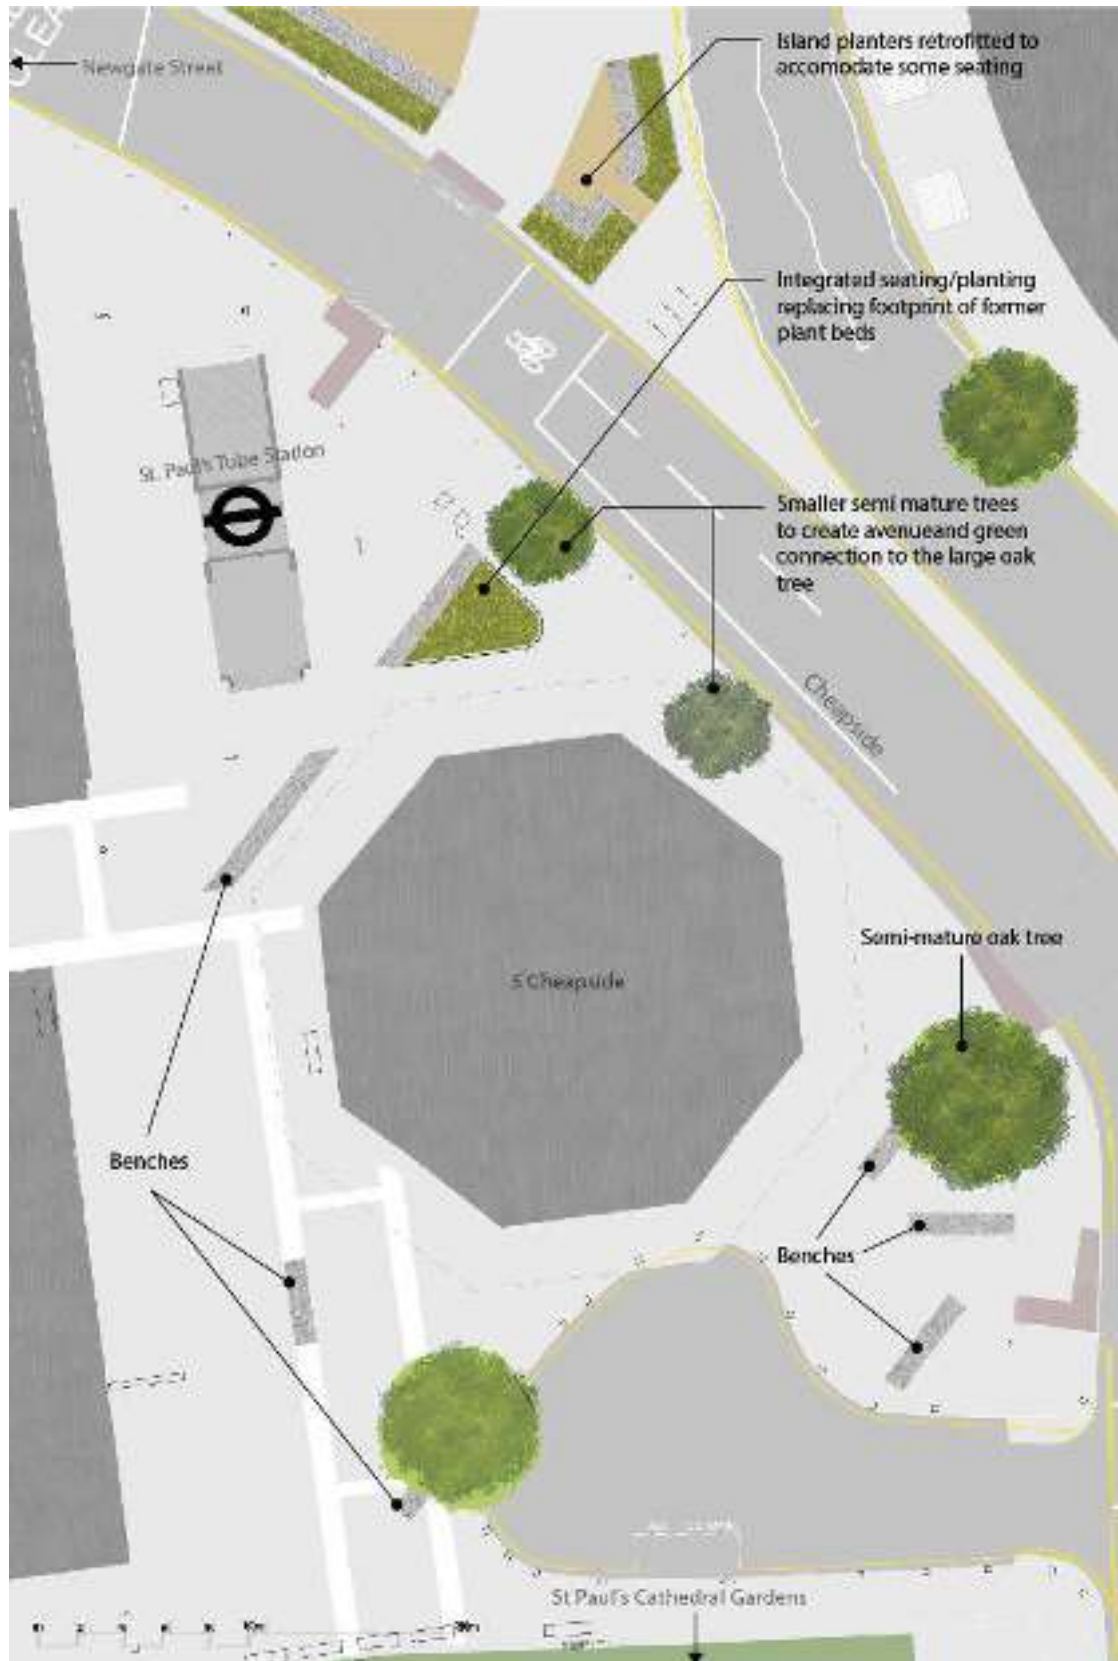 Newgate Street
Island planters retrofitted to
accomodate some seating
Integrated seating/planting
replacing footprint of former
plant beds
St. Paul's Tube Station
Smaller semi mature trees
to create avenueand green
connection to the large oak
tree
Cheapside
Semi-mature oak tree
5 Cheapside
Benches
Benches
St Paul's Cathedral Gardens
10m
20m